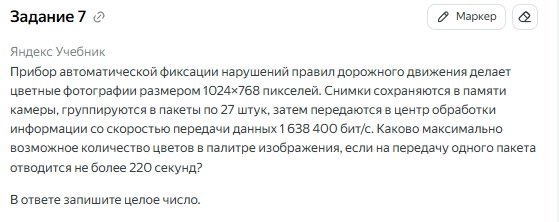 Задание 7
Маркер
Яндекс Учебник
Прибор автоматической фиксации нарушений правил дорожного движения делает
цветные фотографии размером 1024×768 пикселей. Снимки сохраняются в памяти
камеры, группируются в пакеты по 27 штук, затем передаются в центр обработки
информации со скоростью передачи данных 1 638 400 бит/с. Каково максимально
возможное количество цветов в палитре изображения, если на передачу одного пакета
отводится не более 220 секунд?
В ответе запишите целое число.